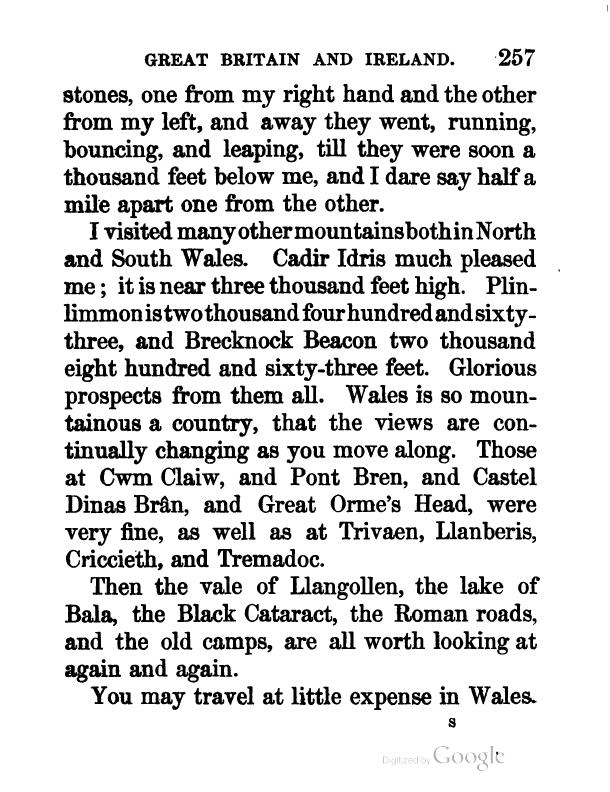 GREAT BRITAIN AND IRELAND. 257
stones, one from my right hand and the other
from my left, and away they went, running,
bouncing, and leaping, till they were soon a
thousand feet below me, and I dare say half a
mile apart one from the other.
I visited many other mountains both in North
and South Wales. Cadir Idris much pleased
me; it is near three thousand feet high. Plin-
limmon is two thousand four hundred and sixty-
three, and Brecknock Beacon two thousand
eight hundred and sixty-three feet. Glorious
prospects from them all. Wales is so moun-
tainous a country, that the views are con-
tinually changing as you move along. Those
at Cwm Claiw, and Pont Bren, and Castel
Dinas Brân, and Great Orme's Head, were
very fine, as well as at Trivaen, Llanberis,
Criccieth, and Tremadoc.
Then the vale of Llangollen, the lake of
Bala, the Black Cataract, the Roman roads,
and the old camps, are all worth looking at
again and again.
You may travel at little expense in Wales.
S
Digitized by Google